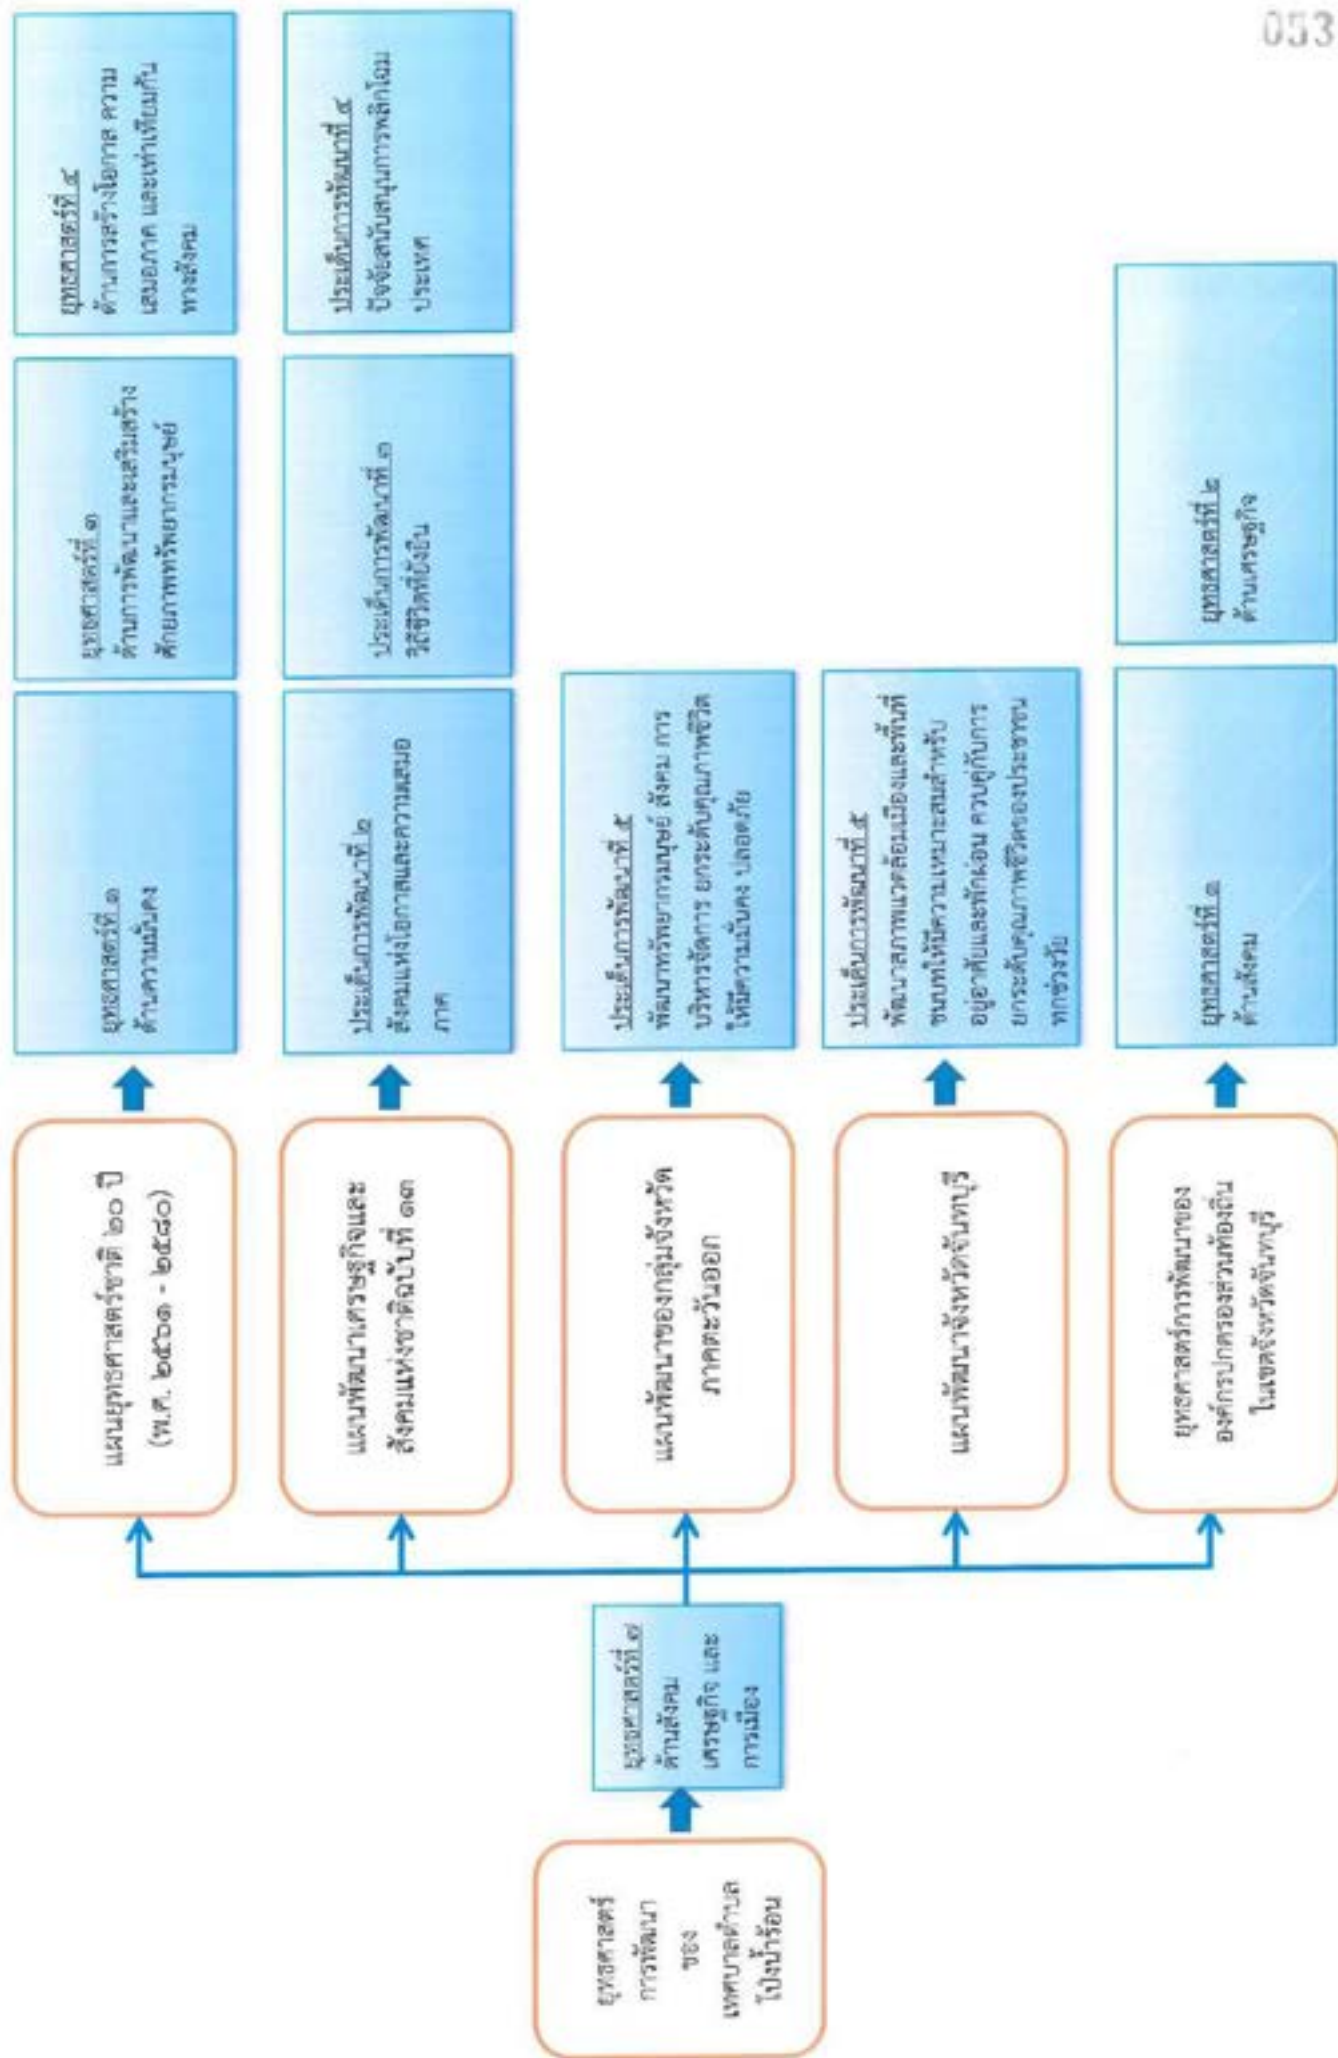 053
ยุทธศาสตร์
การพัฒนา
ของ
เทศบาลตำบล
โป่งน้ำร้อน
ยุทธศาสตร์ที่ ๗
ด้านสังคม
เศรษฐกิจ และ
การเมือง
แผนยุทธศาสตร์ชาติ ๒๐ ปี
(พ.ศ. ๒๕๖๑ - ๒๕๘๐)
ยุทธศาสตร์ที่ ๑
ด้านความมั่นคง
ยุทธศาสตร์ที่ ๓
ด้านการพัฒนาและเสริมสร้าง
ศักยภาพทรัพยากรมนุษย์
ยุทธศาสตร์ที่ ๔
ด้านการสร้างโอกาส ความ
เสมอภาค และเท่าเทียมกัน
ทางสังคม
แผนพัฒนาเศรษฐกิจและ
สังคมแห่งชาติฉบับที่ ๑๓
ประเด็นการพัฒนาที่ ๒
สังคมแห่งโอกาสและความเสมอ
ภาค
ประเด็นการพัฒนาที่ ๓
วิถีชีวิตที่ยั่งยืน
ประเด็นการพัฒนาที่ ๔
ปัจจัยสนับสนุนการพลิกโฉม
ประเทศ
แผนพัฒนาของกลุ่มจังหวัด
ภาคตะวันออก
ประเด็นการพัฒนาที่ ๕
พัฒนาทรัพยาการมนุษย์ สังคม การ
บริหารจัดการ ยกระดับคุณภาพชีวิต
ให้มีความมั่นคง ปลอดภัย
แผนพัฒนาจังหวัดจันทบุรี
ประเด็นการพัฒนาที่ ๕
พัฒนาสภาพแวดล้อมเมืองและพื้นที่
ชนบทให้มีความเหมาะสมสำหรับ
อยู่อาศัยและพักผ่อน ควบคู่กับการ
ยกระดับคุณภาพชีวิตของประชาชน
ทุกช่วงวัย
ยุทธศาสตร์การพัฒนาของ
องค์กรปกครองส่วนท้องถิ่น
ในเขตจังหวัดจันทบุรี
ยุทธศาสตร์ที่ ๑
ด้านสังคม
ยุทธศาสตร์ที่ ๒
ด้านเศรษฐกิจ